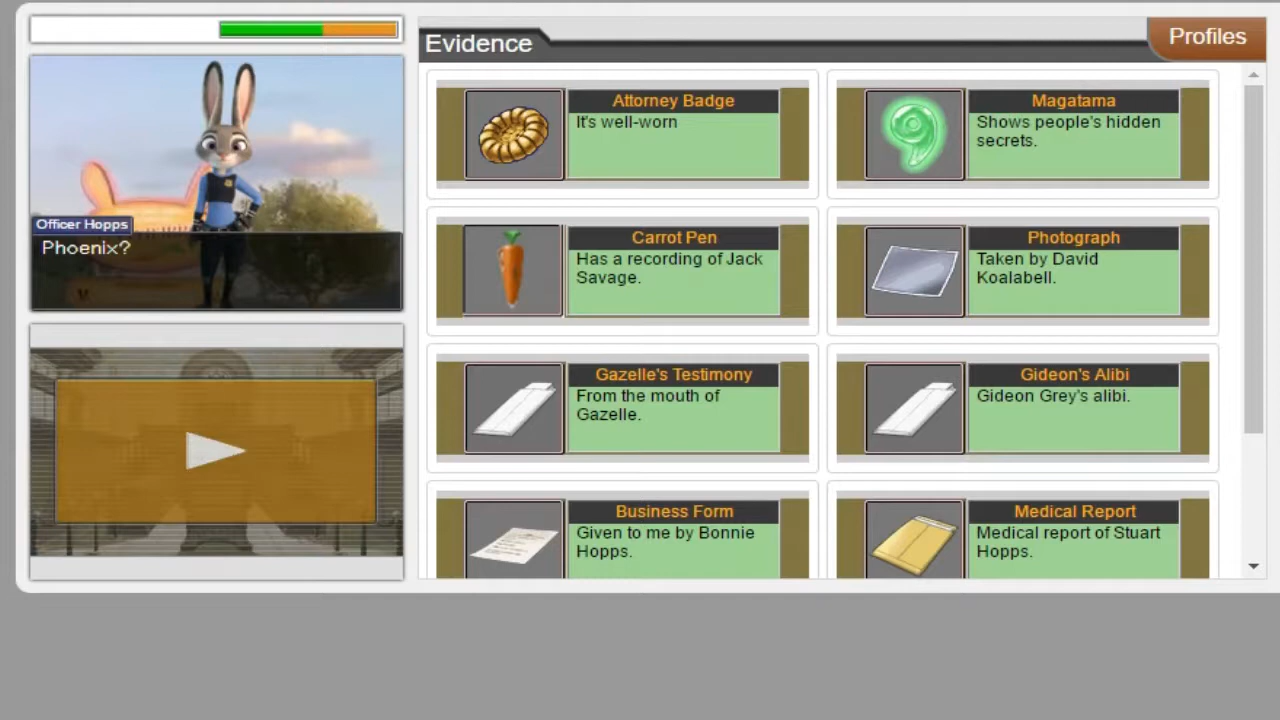 Evidence
Profiles
Officer Hopps
Phoenix?
Attorney Badge
It's well-worn
Magatama
Shows people's hidden
secrets.
Carrot Pen
Has a recording of Jack
Savage.
Photograph
Taken by David
Koalabell.
Gazelle's Testimony
From the mouth of
Gazelle.
Gideon's Alibi
Gideon Grey's alibi.
Business Form
Given to me by Bonnie
Hopps.
Medical Report
Medical report of Stuart
Hopps.